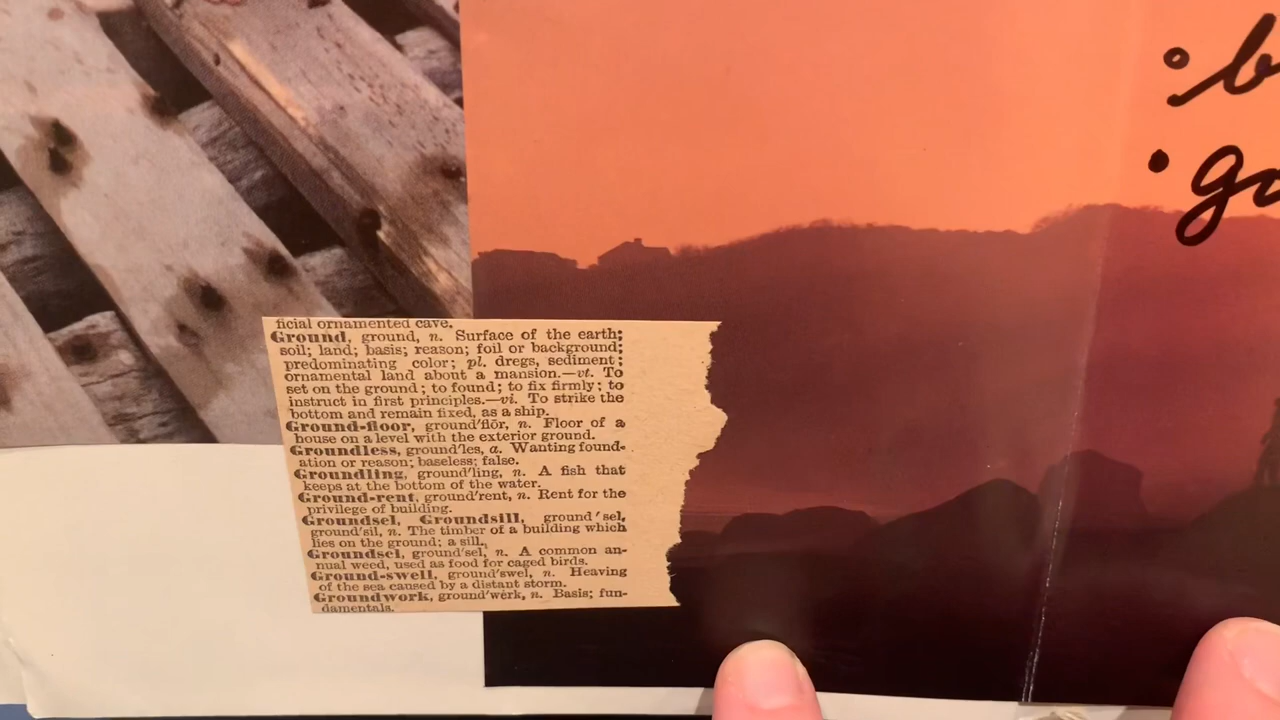 ficial ornamented cave.
Ground, ground, n. Surface of the earth;
soil; land; basis; reason; foil or background;
predominating color; pl. dregs, sediment;
ornamental land about a mansion.—vt. To
set on the ground; to found; to fix firmly; to
instruct in first principles.—vi. To strike the
bottom and remain fixed, as a ship.
Ground-floor, ground'flōr, n. Floor of a
house on a level with the exterior ground.
Groundless, ground'les, a. Wanting found-
ation or reason; baseless; false.
Groundling, ground'ling, n. A fish that
keeps at the bottom of the water.
Ground-rent, ground'rent, n. Rent for the
privilege of building.
Groundsel, Groundsill, ground'sel,
ground'sil, n. The timber of a building which
lies on the ground; a sill.
Groundsel, ground'sel, n. A common an-
nual weed, used as food for caged birds.
Ground-swell, ground'swel, n. Heaving
of the sea caused by a distant storm.
Groundwork, ground'wėrk, n. Basis; fun-
damentals.